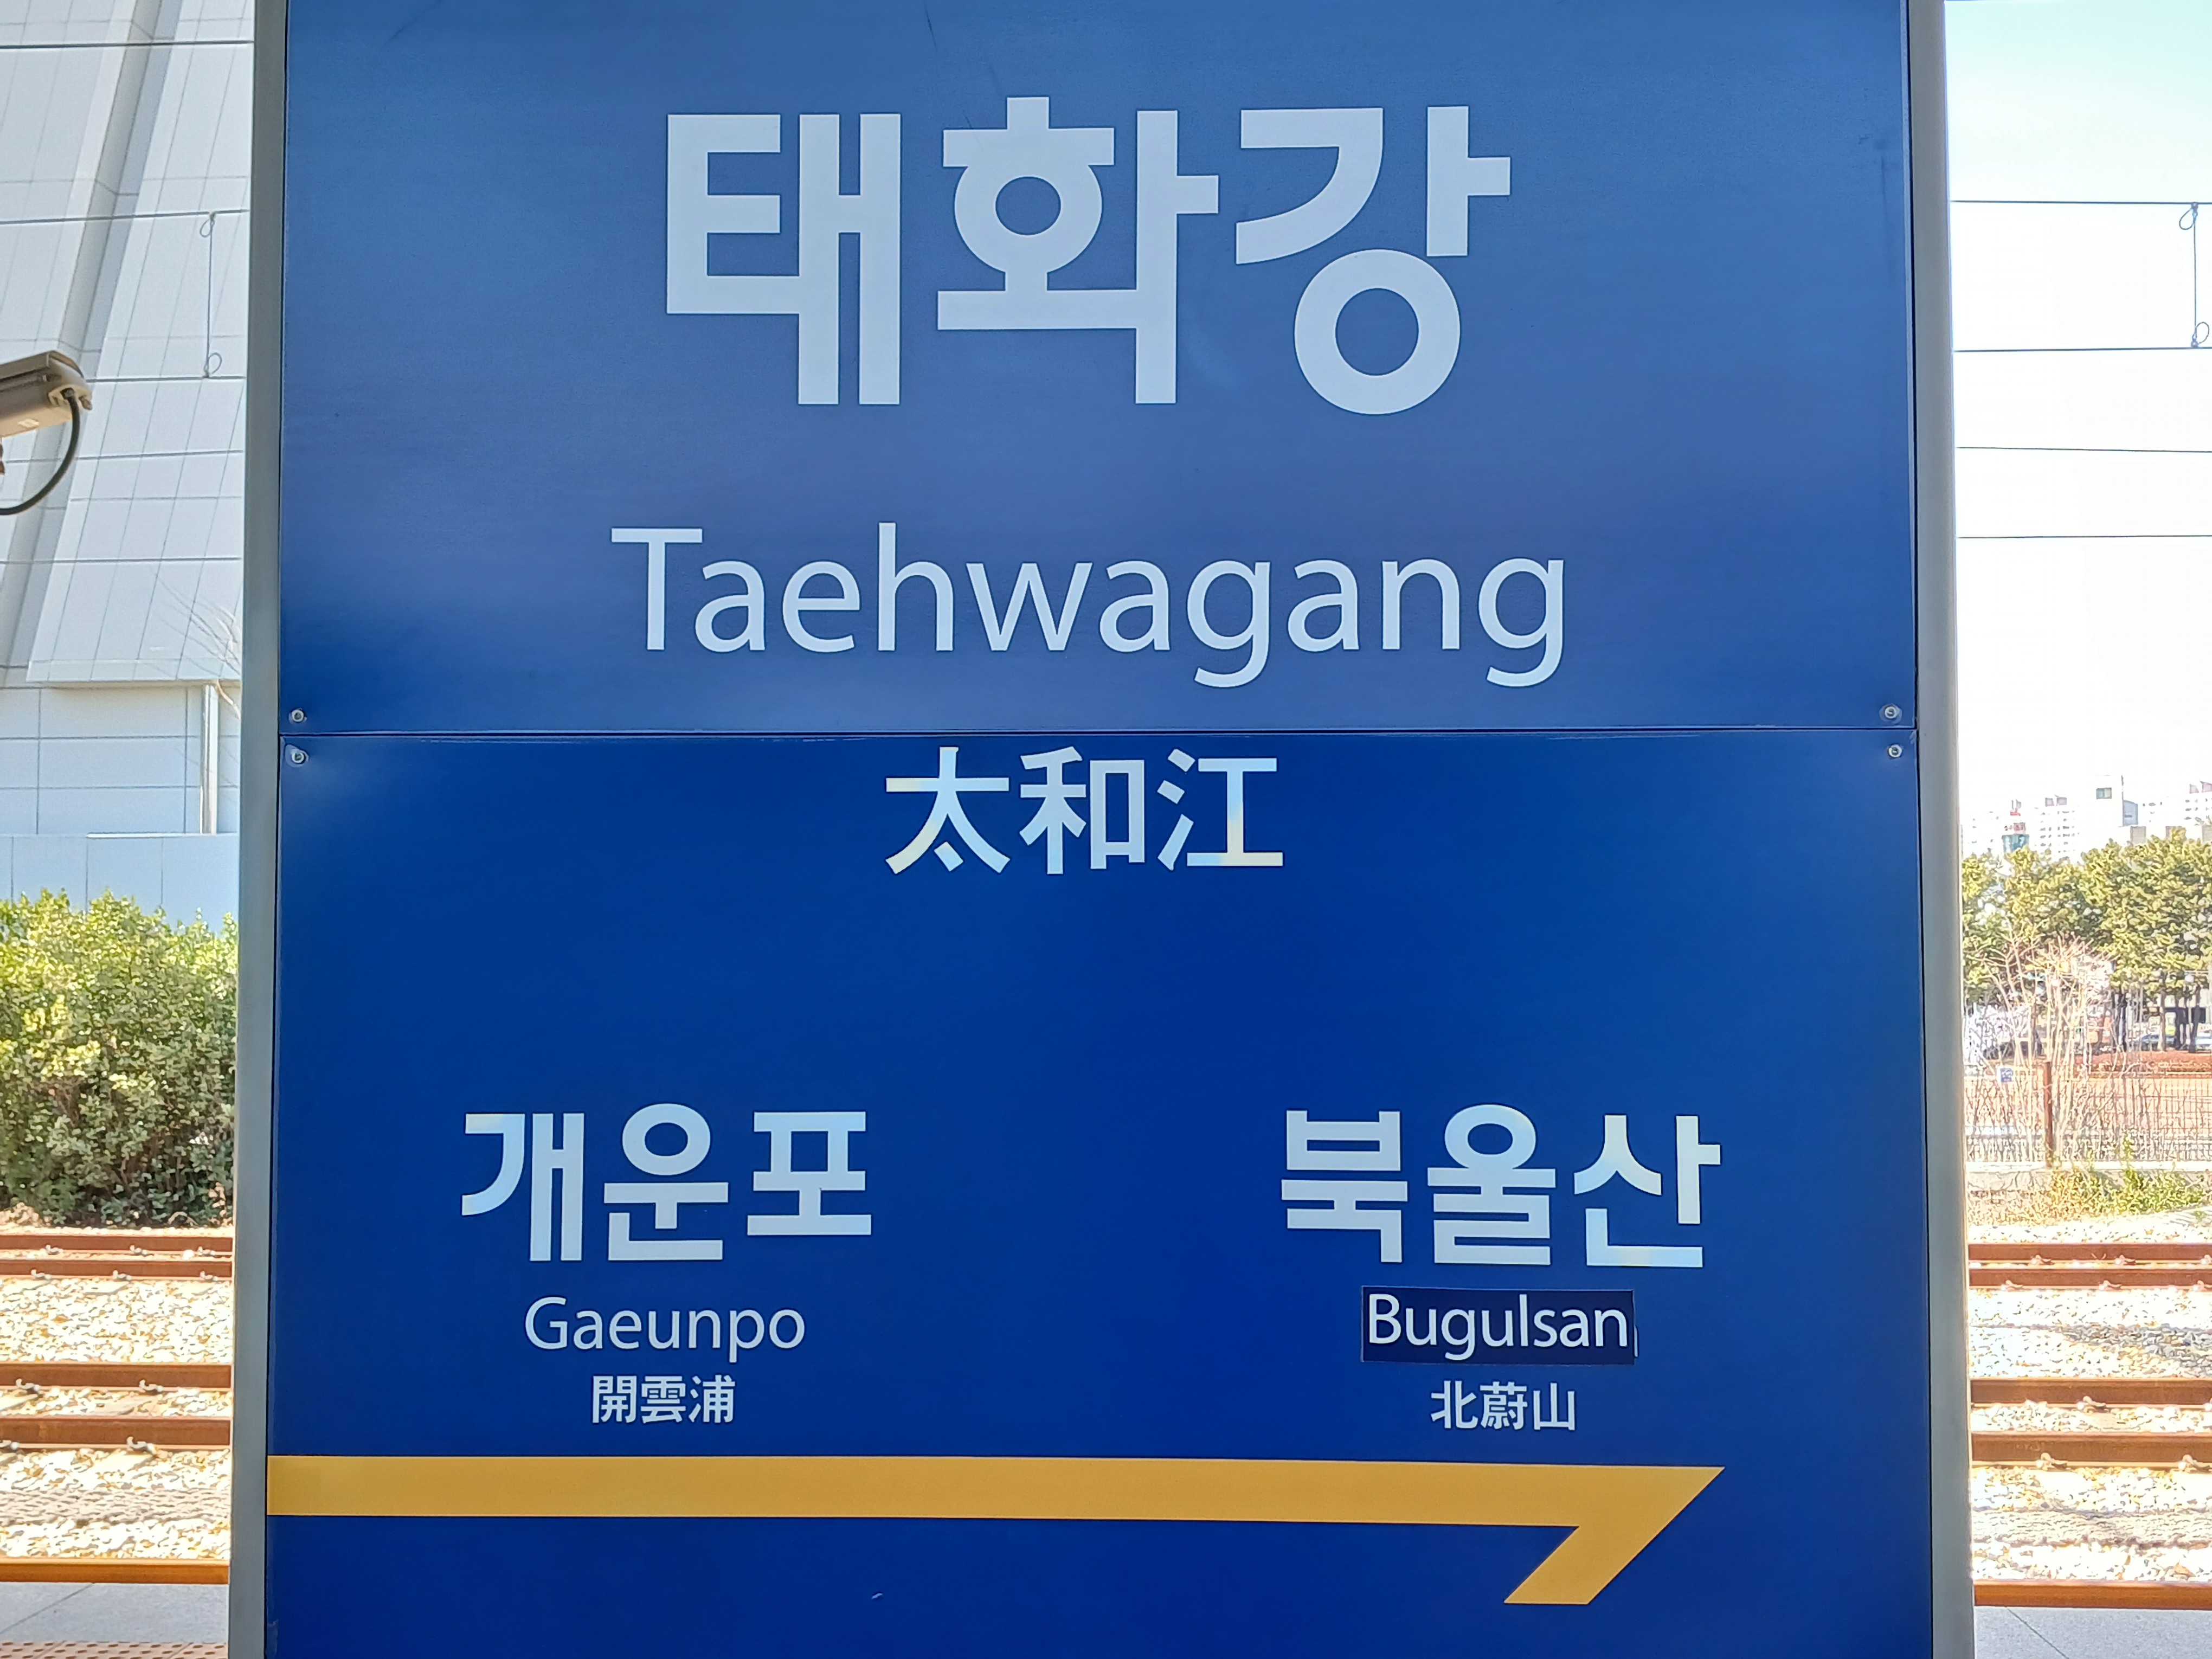 태화강
Taehwagang
太和江
개운포
Gaeunpo
開雲浦
북울산
Bugulsan
北蔚山